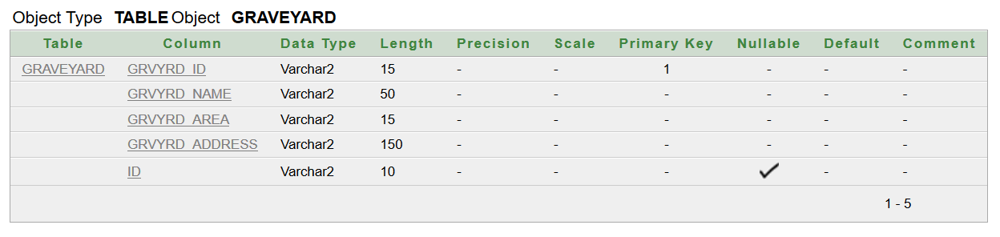 Object Type TABLE Object GRAVEYARD
Table Column Data Type Length Precision Scale Primary Key Nullable Default Comment
GRAVEYARD GRVYRD_ID Varchar2 15 - - 1 - - -
GRVYRD_NAME Varchar2 50 - - - - - -
GRVYRD_AREA Varchar2 15 - - - - - -
GRVYRD_ADDRESS Varchar2 150 - - - - - -
ID Varchar2 10 - - - ✓ - -
1 - 5